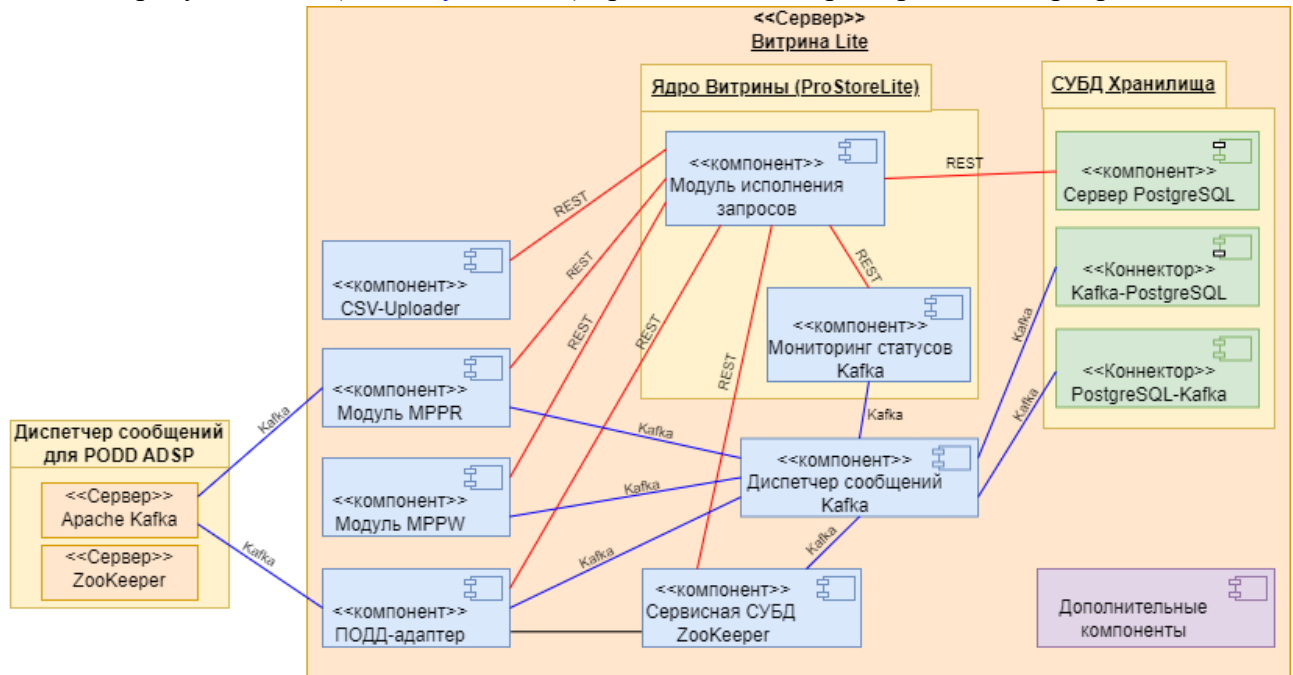 <<Сервер>>
Витрина Lite
Ядро Витрины (ProStoreLite)
СУБД Хранилища
<<компонент>>
Модуль исполнения
запросов
REST
<<компонент>>
Сервер PostgreSQL
REST
<<компонент>>
CSV-Uploader
REST
REST
REST
REST
REST
<<компонент>>
Мониторинг статусов
Kafka
<<Коннектор>>
Kafka-PostgreSQL
Kafka
<<компонент>>
Модуль MPPR
Kafka
Kafka
Kafka
Kafka
<<Коннектор>>
PostgreSQL-Kafka
Диспетчер сообщений
для PODD ADSP
<<Сервер>>
Apache Kafka
<<Сервер>>
ZooKeeper
Kafka
<<компонент>>
Модуль MPPW
Kafka
<<компонент>>
Диспетчер сообщений
Kafka
Kafka
Kafka
<<компонент>>
ПОДД-адаптер
<<компонент>>
Сервисная СУБД
ZooKeeper
Дополнительные
компоненты